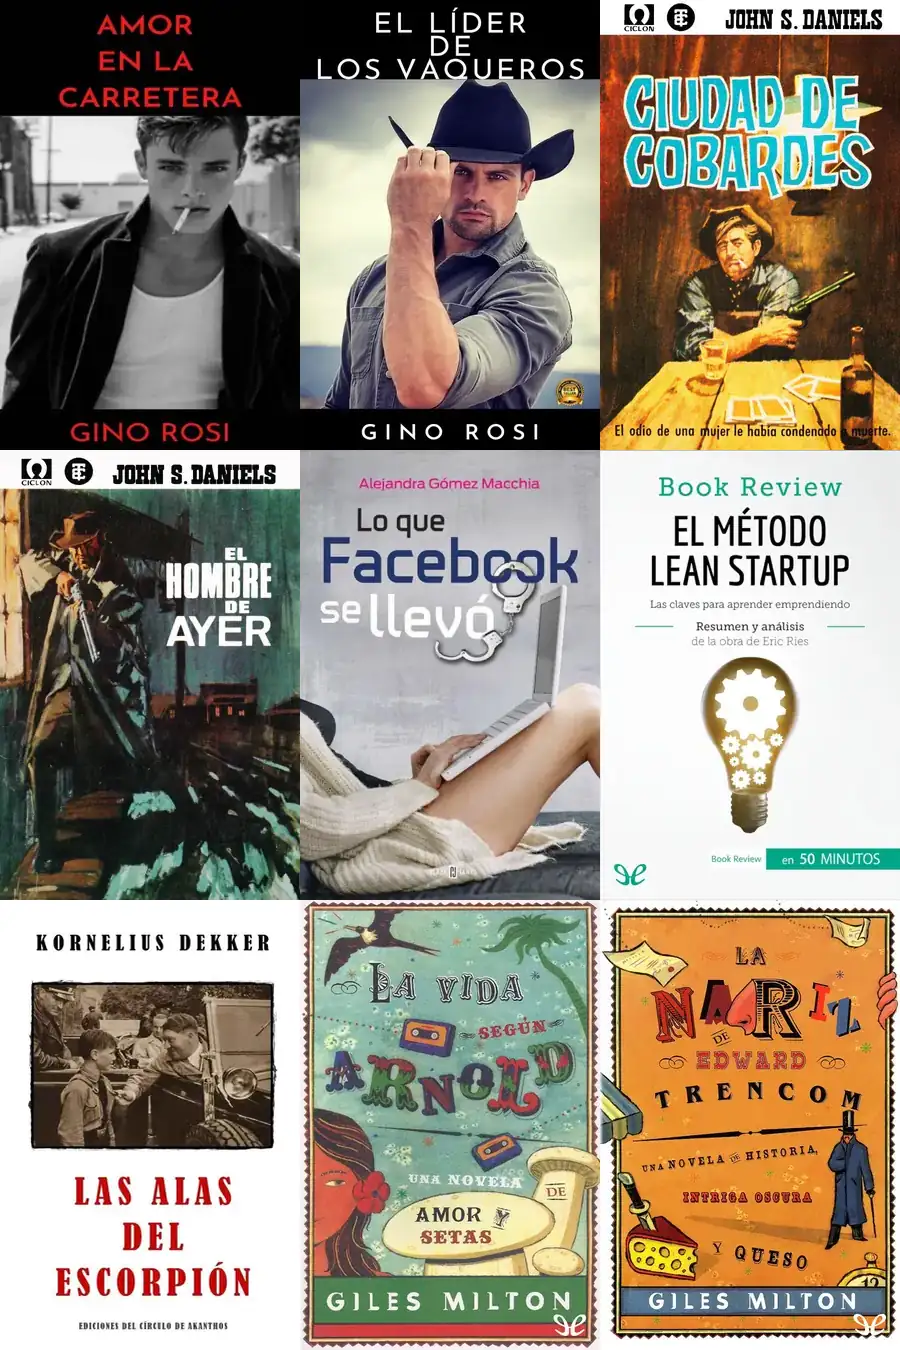 AMOR
EN LA
CARRETERA
GINO ROSI
EL LÍDER
DE
LOS VAQUEROS
BEST
GINO ROSI
CICLON
TE
JOHN S. DANIELS
CIUDAD DE
COBARDES
El odio de una mujer le había condenado a muerte.
CICLON
TE
JOHN S. DANIELS
EL
HOMBRE
DE
AYER
Alejandra Gómez Macchia
Lo que
Facebook
se llevó
Book Review
EL MÉTODO
LEAN STARTUP
Las claves para aprender emprendiendo
Resumen y análisis
de la obra de Eric Ries
Book Review en 50 MINUTOS
KORNELIUS DEKKER
LAS ALAS
DEL
ESCORPIÓN
EDICIONES DEL CÍRCULO DE AKANTHOS
LA VIDA
SEGÚN
ARNOLD
UNA NOVELA
DE
AMOR Y
SETAS
GILES MILTON
LA
NARIZ
DE
EDWARD
TRENCOM
UNA NOVELA DE HISTORIA,
INTRIGA OSCURA
Y QUESO
12
GILES MILTON